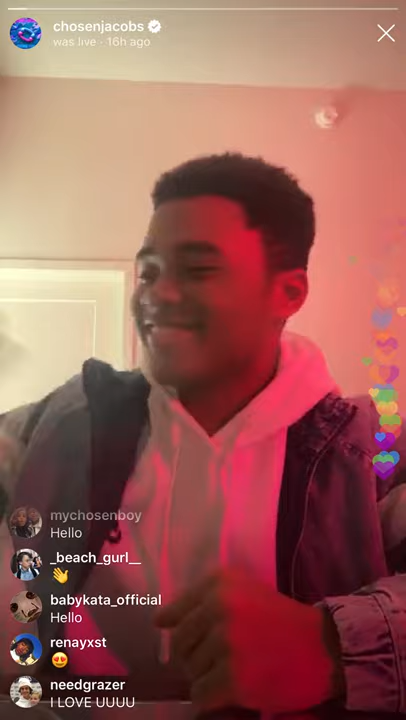 chosenjacobs
was live · 16h ago
mychosenboy
Hello
_beach_gurl__
👋
babykata_official
Hello
renayxst
😍
needgrazer
I LOVE UUUU